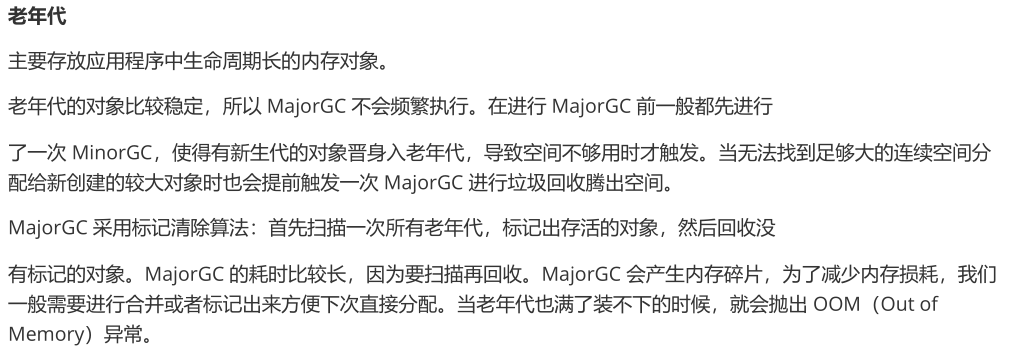 老年代
主要存放应用程序中生命周期长的内存对象。
老年代的对象比较稳定，所以 MajorGC 不会频繁执行。在进行 MajorGC 前一般都先进行
了一次 MinorGC，使得有新生代的对象晋身入老年代，导致空间不够用时才触发。当无法找到足够大的连续空间分
配给新创建的较大对象时也会提前触发一次 MajorGC 进行垃圾回收腾出空间。
MajorGC 采用标记清除算法：首先扫描一次所有老年代，标记出存活的对象，然后回收没
有标记的对象。MajorGC 的耗时比较长，因为要扫描再回收。MajorGC 会产生内存碎片，为了减少内存损耗，我们
一般需要进行合并或者标记出来方便下次直接分配。当老年代也满了装不下的时候，就会抛出 OOM（Out of
Memory）异常。